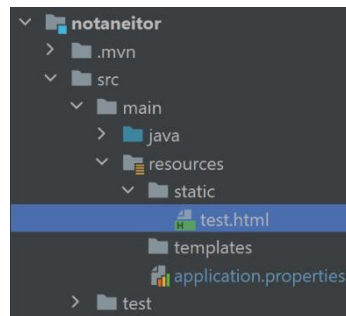 notaneitor
.mvn
src
main
java
resources
static
test.html
templates
application.properties
test